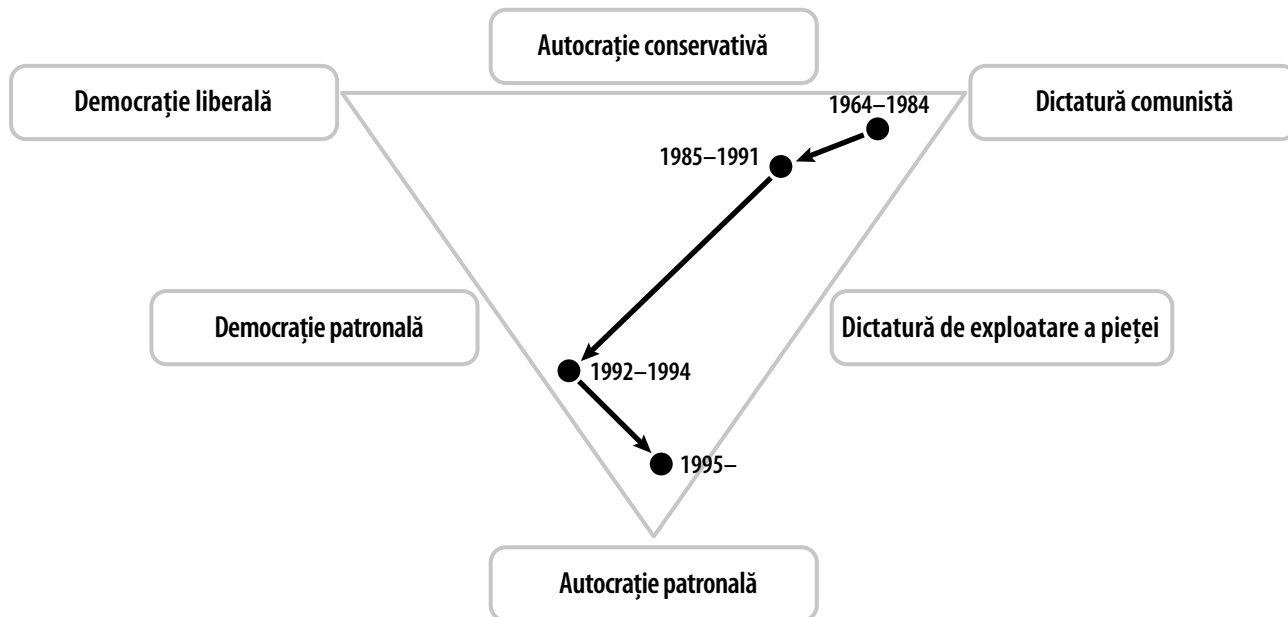 Autocrație conservativă
Democrație liberală
Dictatură comunistă
1964–1984
1985–1991
Democrație patronală
Dictatură de exploatare a pieței
1992–1994
1995–
Autocrație patronală